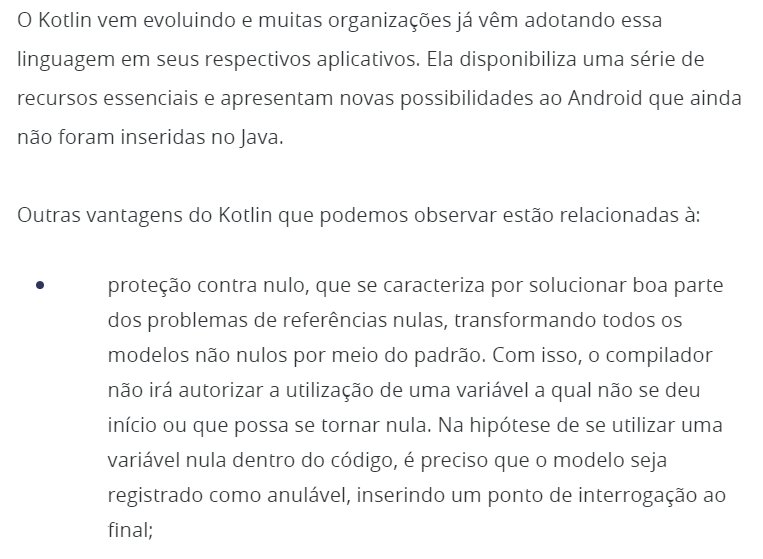 O Kotlin vem evoluindo e muitas organizações já vêm adotando essa
linguagem em seus respectivos aplicativos. Ela disponibiliza uma série de
recursos essenciais e apresentam novas possibilidades ao Android que ainda
não foram inseridas no Java.
Outras vantagens do Kotlin que podemos observar estão relacionadas à:
• proteção contra nulo, que se caracteriza por solucionar boa parte
dos problemas de referências nulas, transformando todos os
modelos não nulos por meio do padrão. Com isso, o compilador
não irá autorizar a utilização de uma variável a qual não se deu
início ou que possa se tornar nula. Na hipótese de se utilizar uma
variável nula dentro do código, é preciso que o modelo seja
registrado como anulável, inserindo um ponto de interrogação ao
final;